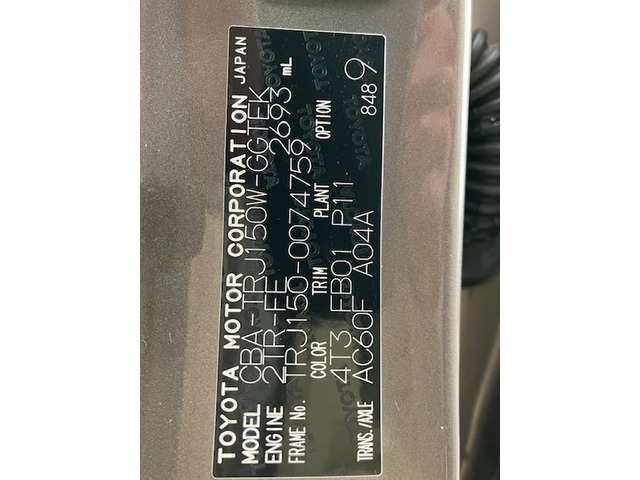 TOYOTA MOTOR CORPORATION JAPAN
MODEL CBA-TRJ150W-GGTEK
ENGINE 2TR-FE 2693 mL
FRAME No. TRJ150-0074759
COLOR TRIM PLANT OPTION
4T3 FB01 P11 848 9
TRANS./AXLE AC60F A04A